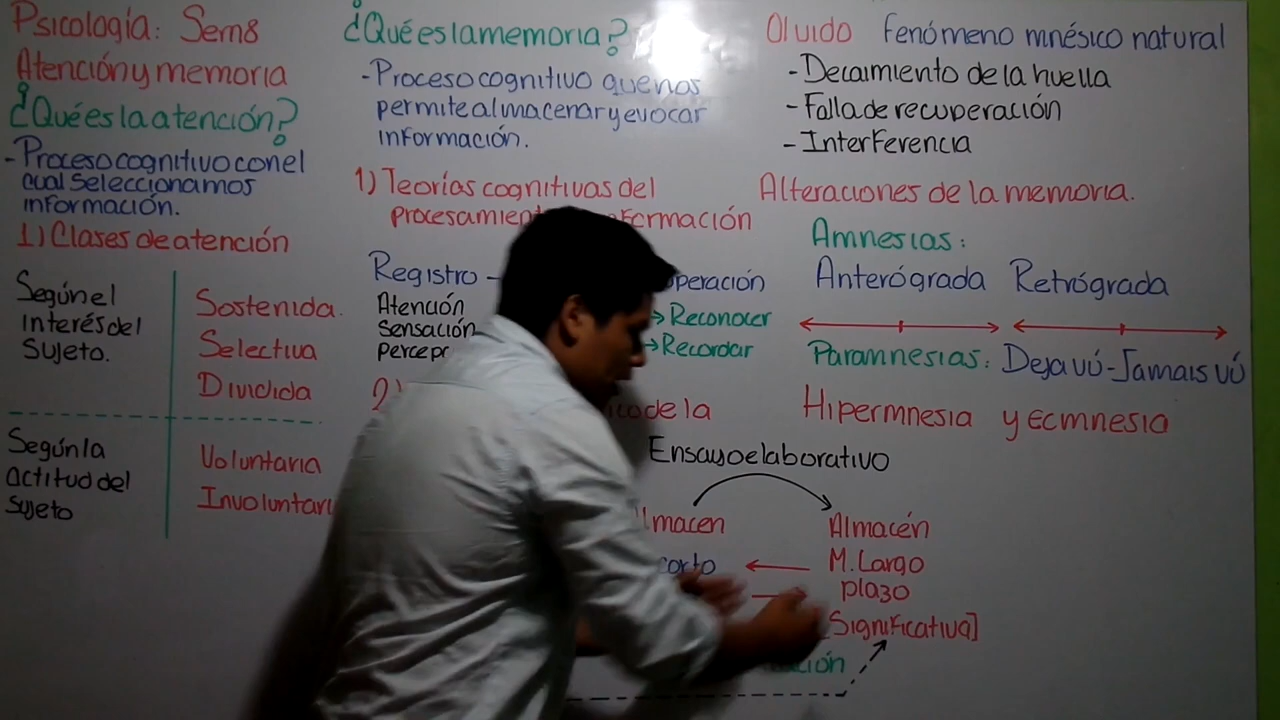 Psicología: Sem8
Atención y memoria
¿Qué es la atención?
- Proceso cognitivo con el
cual seleccionamos
información.
1) Clases de atención
Según el
interés del
Sujeto.
Sostenida.
Selectiva
Dividida
Según la
actitud del
Sujeto
Voluntaria
¿Qué es la memoria?
- Proceso cognitivo que nos
permite almacenar y evocar
información.
1) Teorías cognitivas del
Registro
Atención
Sensación
→ Reconocer
→ Recordar
2)
de la
Ensayo elaborativo
corto
Almacén
M. Largo
plazo
[Significativa]
Olvido fenómeno mnésico natural
- Decaimiento de la huella
- Falla de recuperación
- Interferencia
Alteraciones de la memoria.
Amnesias:
Anterógrada Retrógrada
Paramnesias: Deja vú - Jamais vú
Hipermnesia y ecmnesia